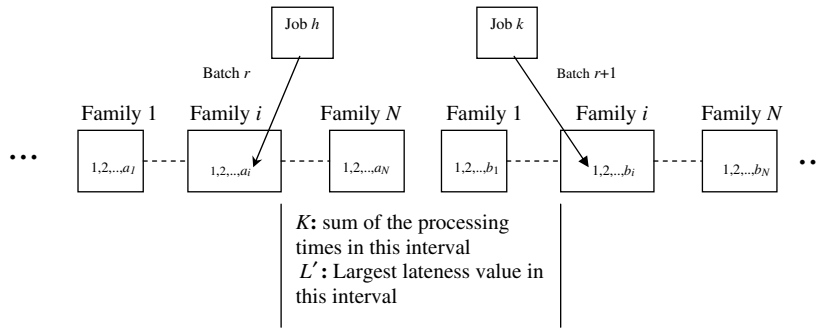 Job h
Job k
Batch r
Batch r+1
Family 1
Family i
Family N
Family 1
Family i
Family N
...
1,2,..,a1
1,2,..,ai
1,2,..,aN
1,2,..,b1
1,2,..,bi
1,2,..,bN
..
K: sum of the processing
times in this interval
L′: Largest lateness value in
this interval